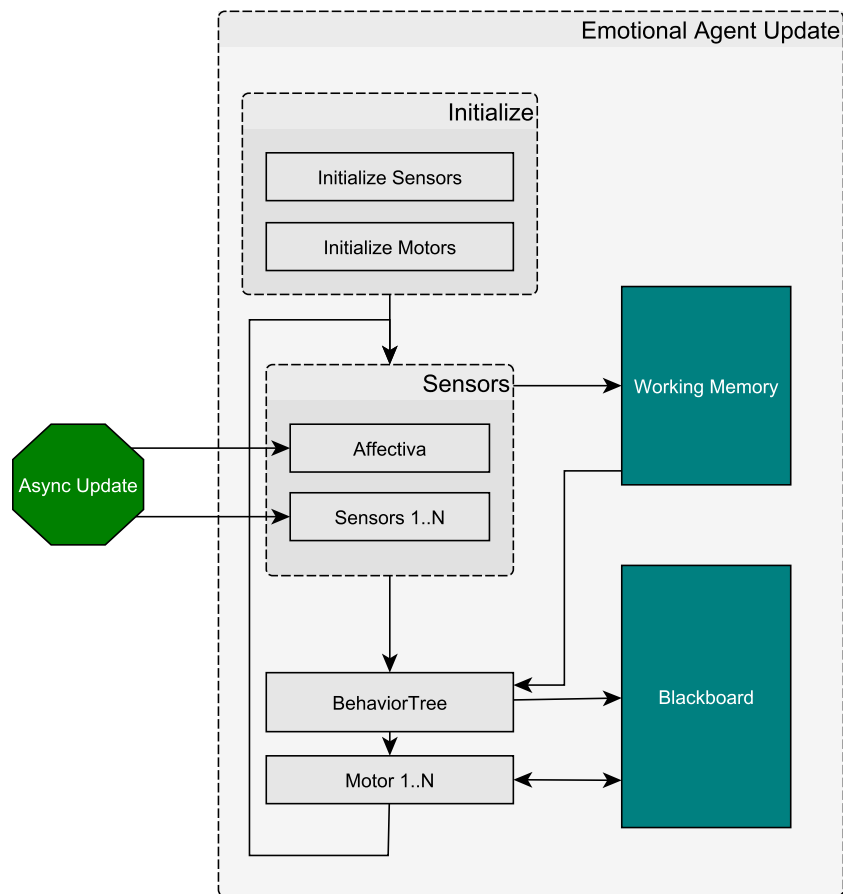 Emotional Agent Update
Initialize
Initialize Sensors
Initialize Motors
Sensors
Working Memory
Affectiva
Async Update
Sensors 1..N
BehaviorTree
Blackboard
Motor 1..N